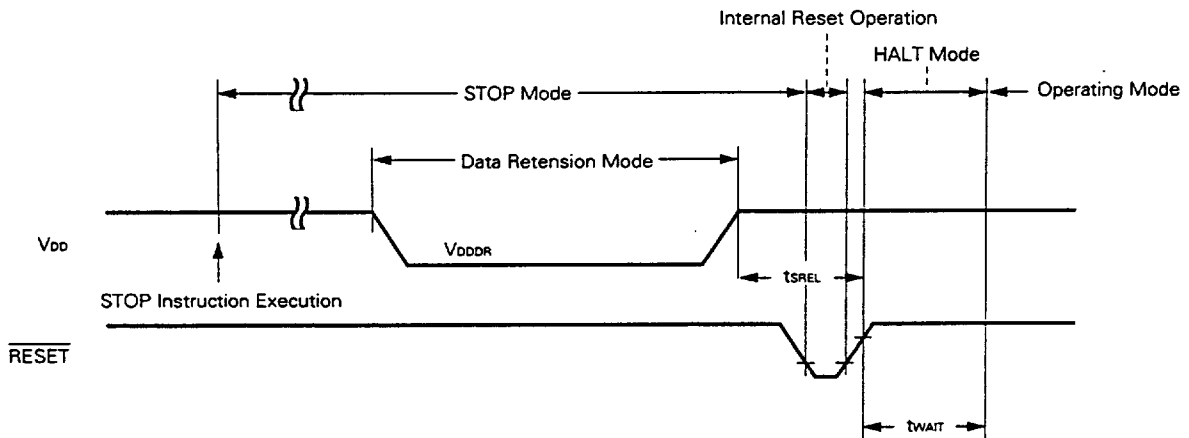 Internal Reset Operation
HALT Mode
STOP Mode
Operating Mode
Data Retension Mode
VDD
VDDDR
tSREL
STOP Instruction Execution
RESET
tWAIT